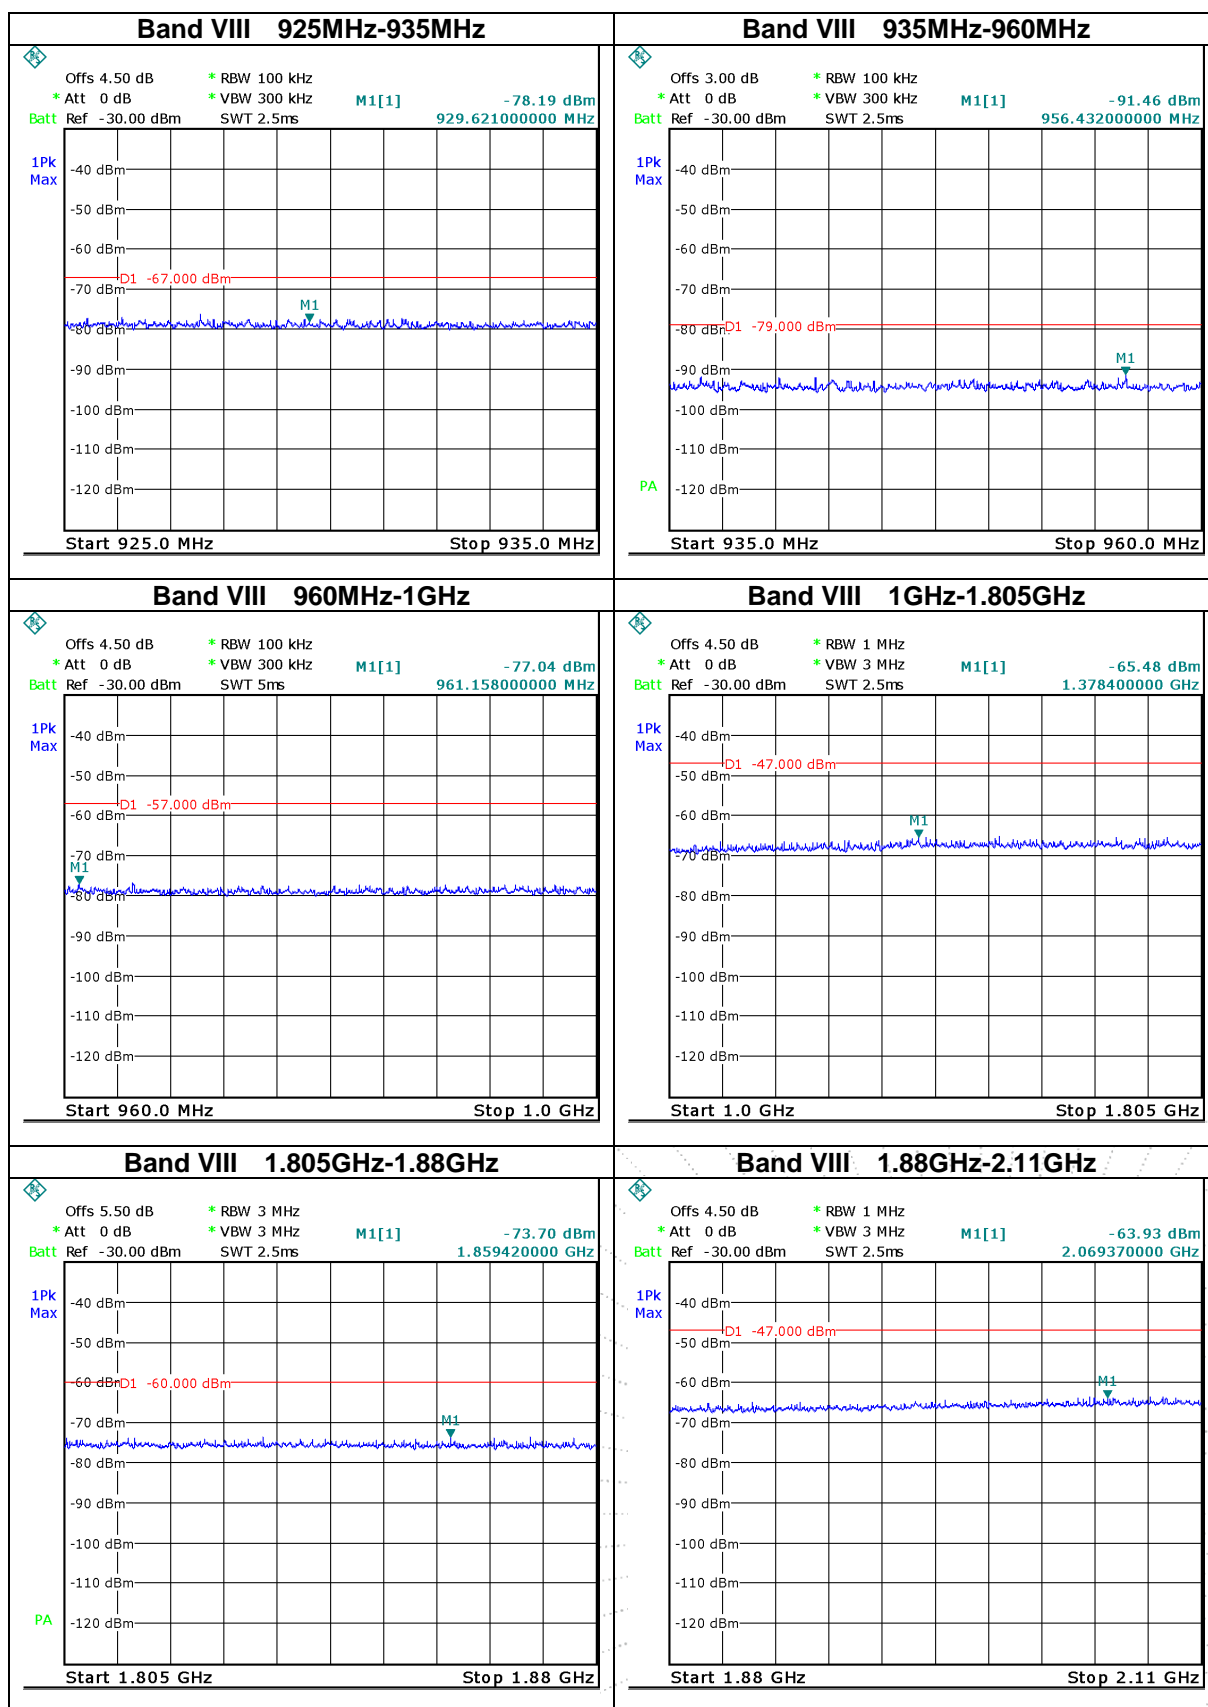 Band VIII 925MHz-935MHz
Offs 4.50 dB * RBW 100 kHz
* Att 0 dB * VBW 300 kHz M1[1] -78.19 dBm
Batt Ref -30.00 dBm SWT 2.5ms 929.621000000 MHz
1Pk
Max
-40 dBm
-50 dBm
-60 dBm
D1 -67.000 dBm
-70 dBm
M1
-80 dBm
-90 dBm
-100 dBm
-110 dBm
-120 dBm
Start 925.0 MHz Stop 935.0 MHz
Band VIII 935MHz-960MHz
Offs 3.00 dB * RBW 100 kHz
* Att 0 dB * VBW 300 kHz M1[1] -91.46 dBm
Batt Ref -30.00 dBm SWT 2.5ms 956.432000000 MHz
1Pk
Max
-40 dBm
-50 dBm
-60 dBm
-70 dBm
-80 dBm D1 -79.000 dBm
M1
-90 dBm
-100 dBm
-110 dBm
PA
-120 dBm
Start 935.0 MHz Stop 960.0 MHz
Band VIII 960MHz-1GHz
Offs 4.50 dB * RBW 100 kHz
* Att 0 dB * VBW 300 kHz M1[1] -77.04 dBm
Batt Ref -30.00 dBm SWT 5ms 961.158000000 MHz
1Pk
Max
-40 dBm
-50 dBm
D1 -57.000 dBm
-60 dBm
-70 dBm
M1
-80 dBm
-90 dBm
-100 dBm
-110 dBm
-120 dBm
Start 960.0 MHz Stop 1.0 GHz
Band VIII 1GHz-1.805GHz
Offs 4.50 dB * RBW 1 MHz
* Att 0 dB * VBW 3 MHz M1[1] -65.48 dBm
Batt Ref -30.00 dBm SWT 2.5ms 1.378400000 GHz
1Pk
Max
-40 dBm
D1 -47.000 dBm
-50 dBm
-60 dBm
M1
-70 dBm
-80 dBm
-90 dBm
-100 dBm
-110 dBm
-120 dBm
Start 1.0 GHz Stop 1.805 GHz
Band VIII 1.805GHz-1.88GHz
Offs 5.50 dB * RBW 3 MHz
* Att 0 dB * VBW 3 MHz M1[1] -73.70 dBm
Batt Ref -30.00 dBm SWT 2.5ms 1.859420000 GHz
1Pk
Max
-40 dBm
-50 dBm
-60 dBm D1 -60.000 dBm
-70 dBm
M1
-80 dBm
-90 dBm
-100 dBm
-110 dBm
PA
-120 dBm
Start 1.805 GHz Stop 1.88 GHz
Band VIII 1.88GHz-2.11GHz
Offs 4.50 dB * RBW 1 MHz
* Att 0 dB * VBW 3 MHz M1[1] -63.93 dBm
Batt Ref -30.00 dBm SWT 2.5ms 2.069370000 GHz
1Pk
Max
-40 dBm
D1 -47.000 dBm
-50 dBm
-60 dBm
M1
-70 dBm
-80 dBm
-90 dBm
-100 dBm
-110 dBm
-120 dBm
Start 1.88 GHz Stop 2.11 GHz